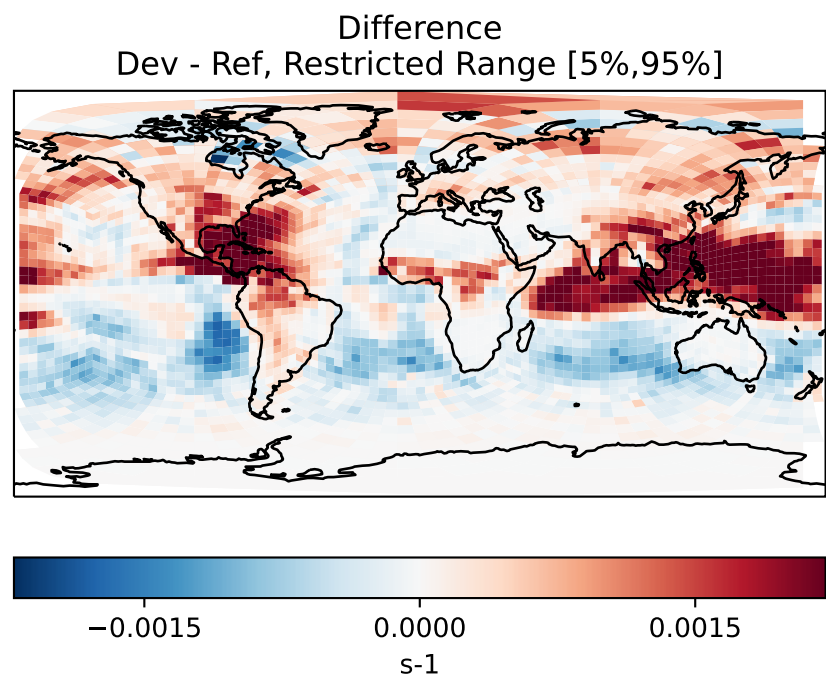 Difference
Dev - Ref, Restricted Range [5%,95%]
−0.0015 0.0000 0.0015
s-1